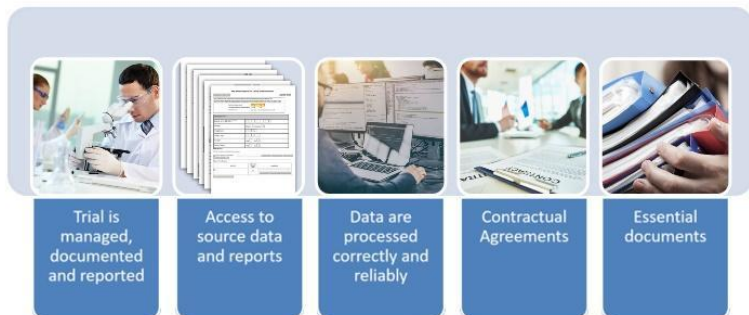 CONTRACT
Trial is
managed,
documented
and reported
Access to
source data
and reports
Data are
processed
correctly and
reliably
Contractual
Agreements
Essential
documents